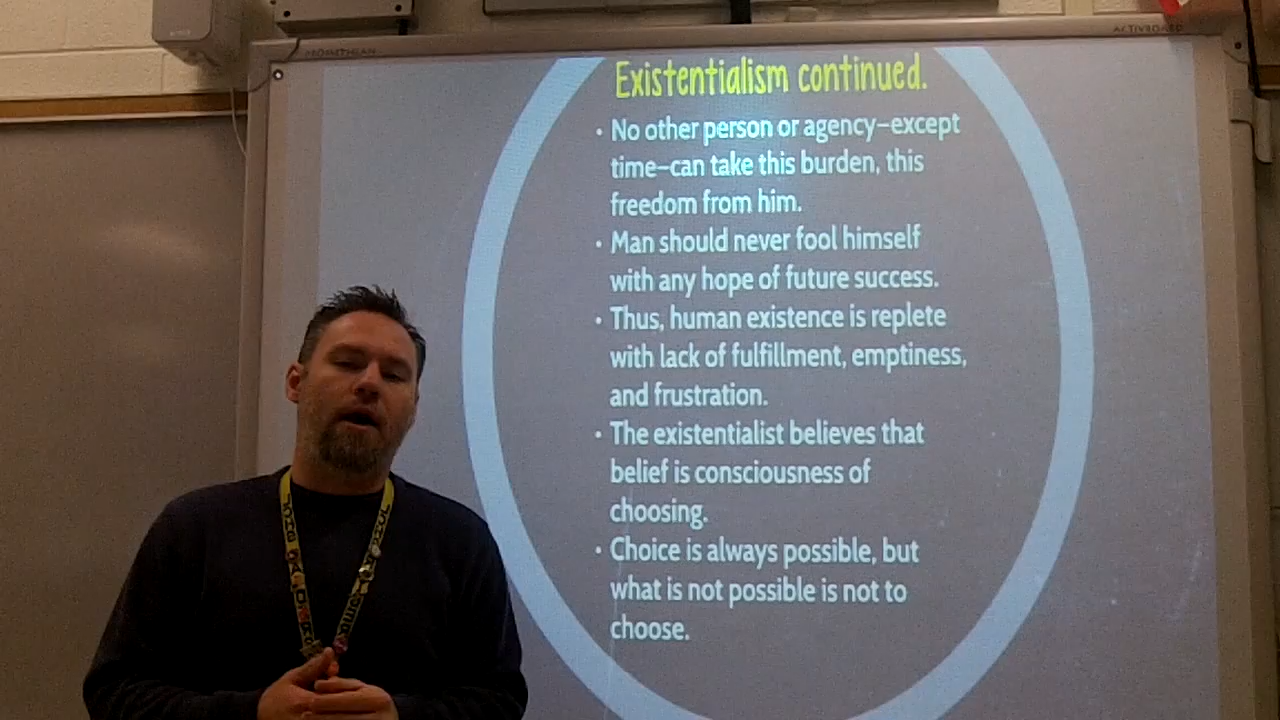 PROMETHEAN
ACTIVBOARD
Existentialism continued.
• No other person or agency–except
time–can take this burden, this
freedom from him.
• Man should never fool himself
with any hope of future success.
• Thus, human existence is replete
with lack of fulfillment, emptiness,
and frustration.
• The existentialist believes that
belief is consciousness of
choosing.
• Choice is always possible, but
what is not possible is not to
choose.